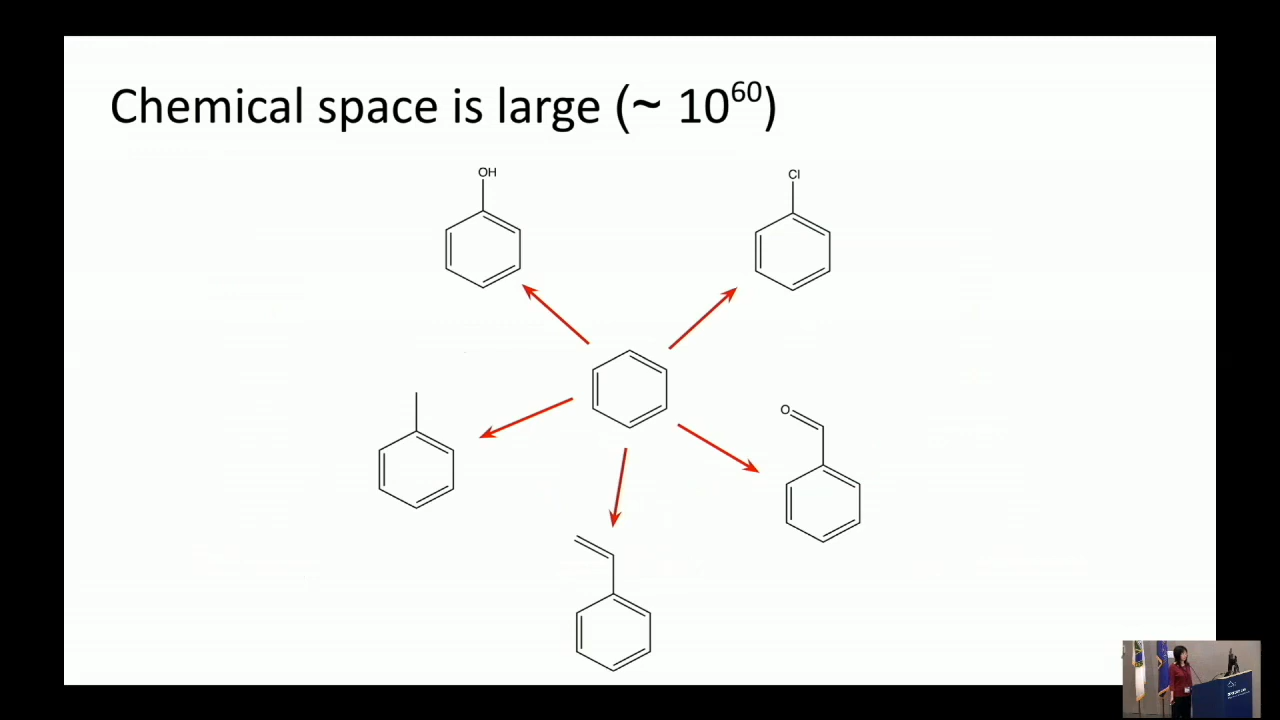 Chemical space is large (~ 10⁶⁰)
OH
Cl
O